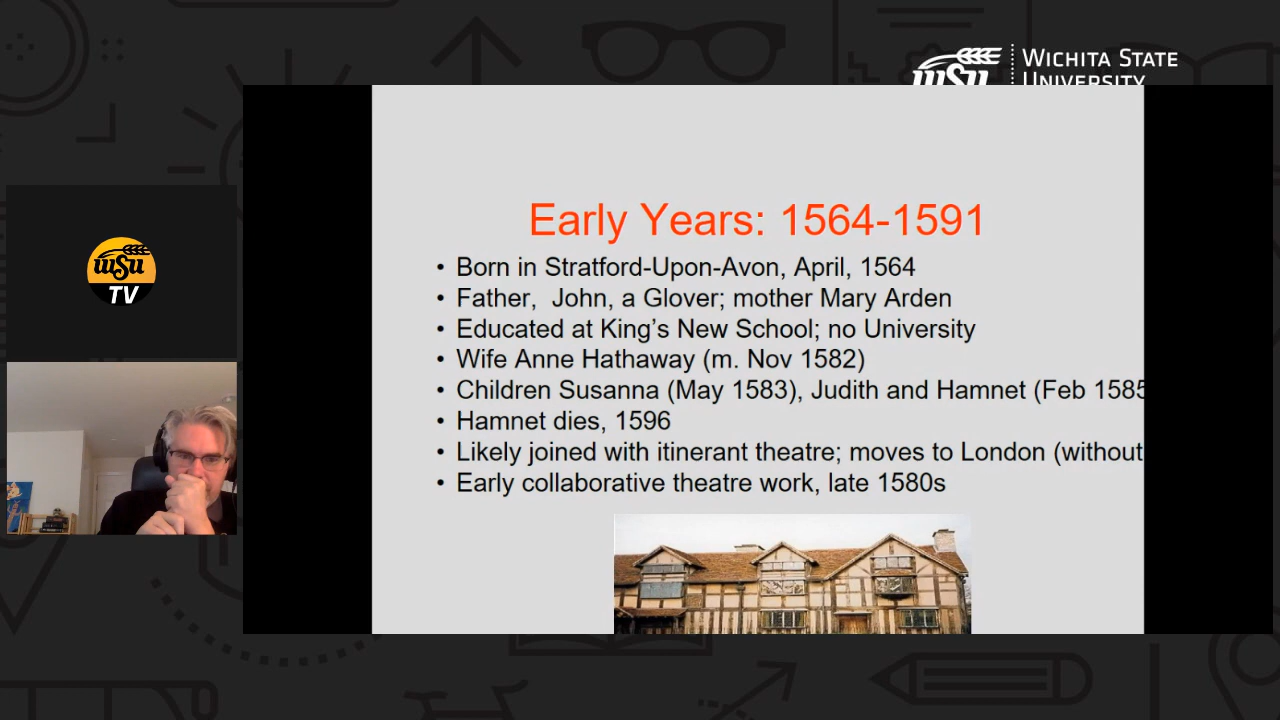 wsu
WICHITA STATE
UNIVERSITY
wsu
TV
Early Years: 1564-1591
• Born in Stratford-Upon-Avon, April, 1564
• Father, John, a Glover; mother Mary Arden
• Educated at King's New School; no University
• Wife Anne Hathaway (m. Nov 1582)
• Children Susanna (May 1583), Judith and Hamnet (Feb 1585
• Hamnet dies, 1596
• Likely joined with itinerant theatre; moves to London (without
• Early collaborative theatre work, late 1580s